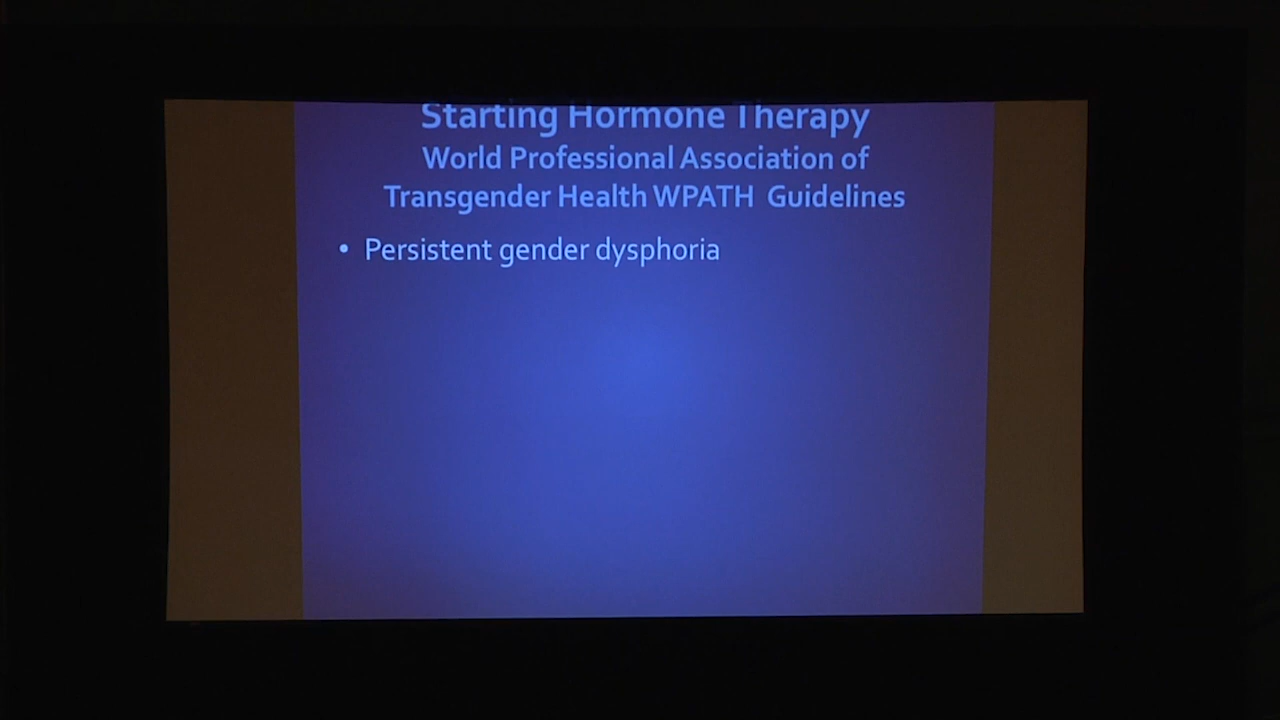 Starting Hormone Therapy
World Professional Association of
Transgender Health WPATH Guidelines
• Persistent gender dysphoria